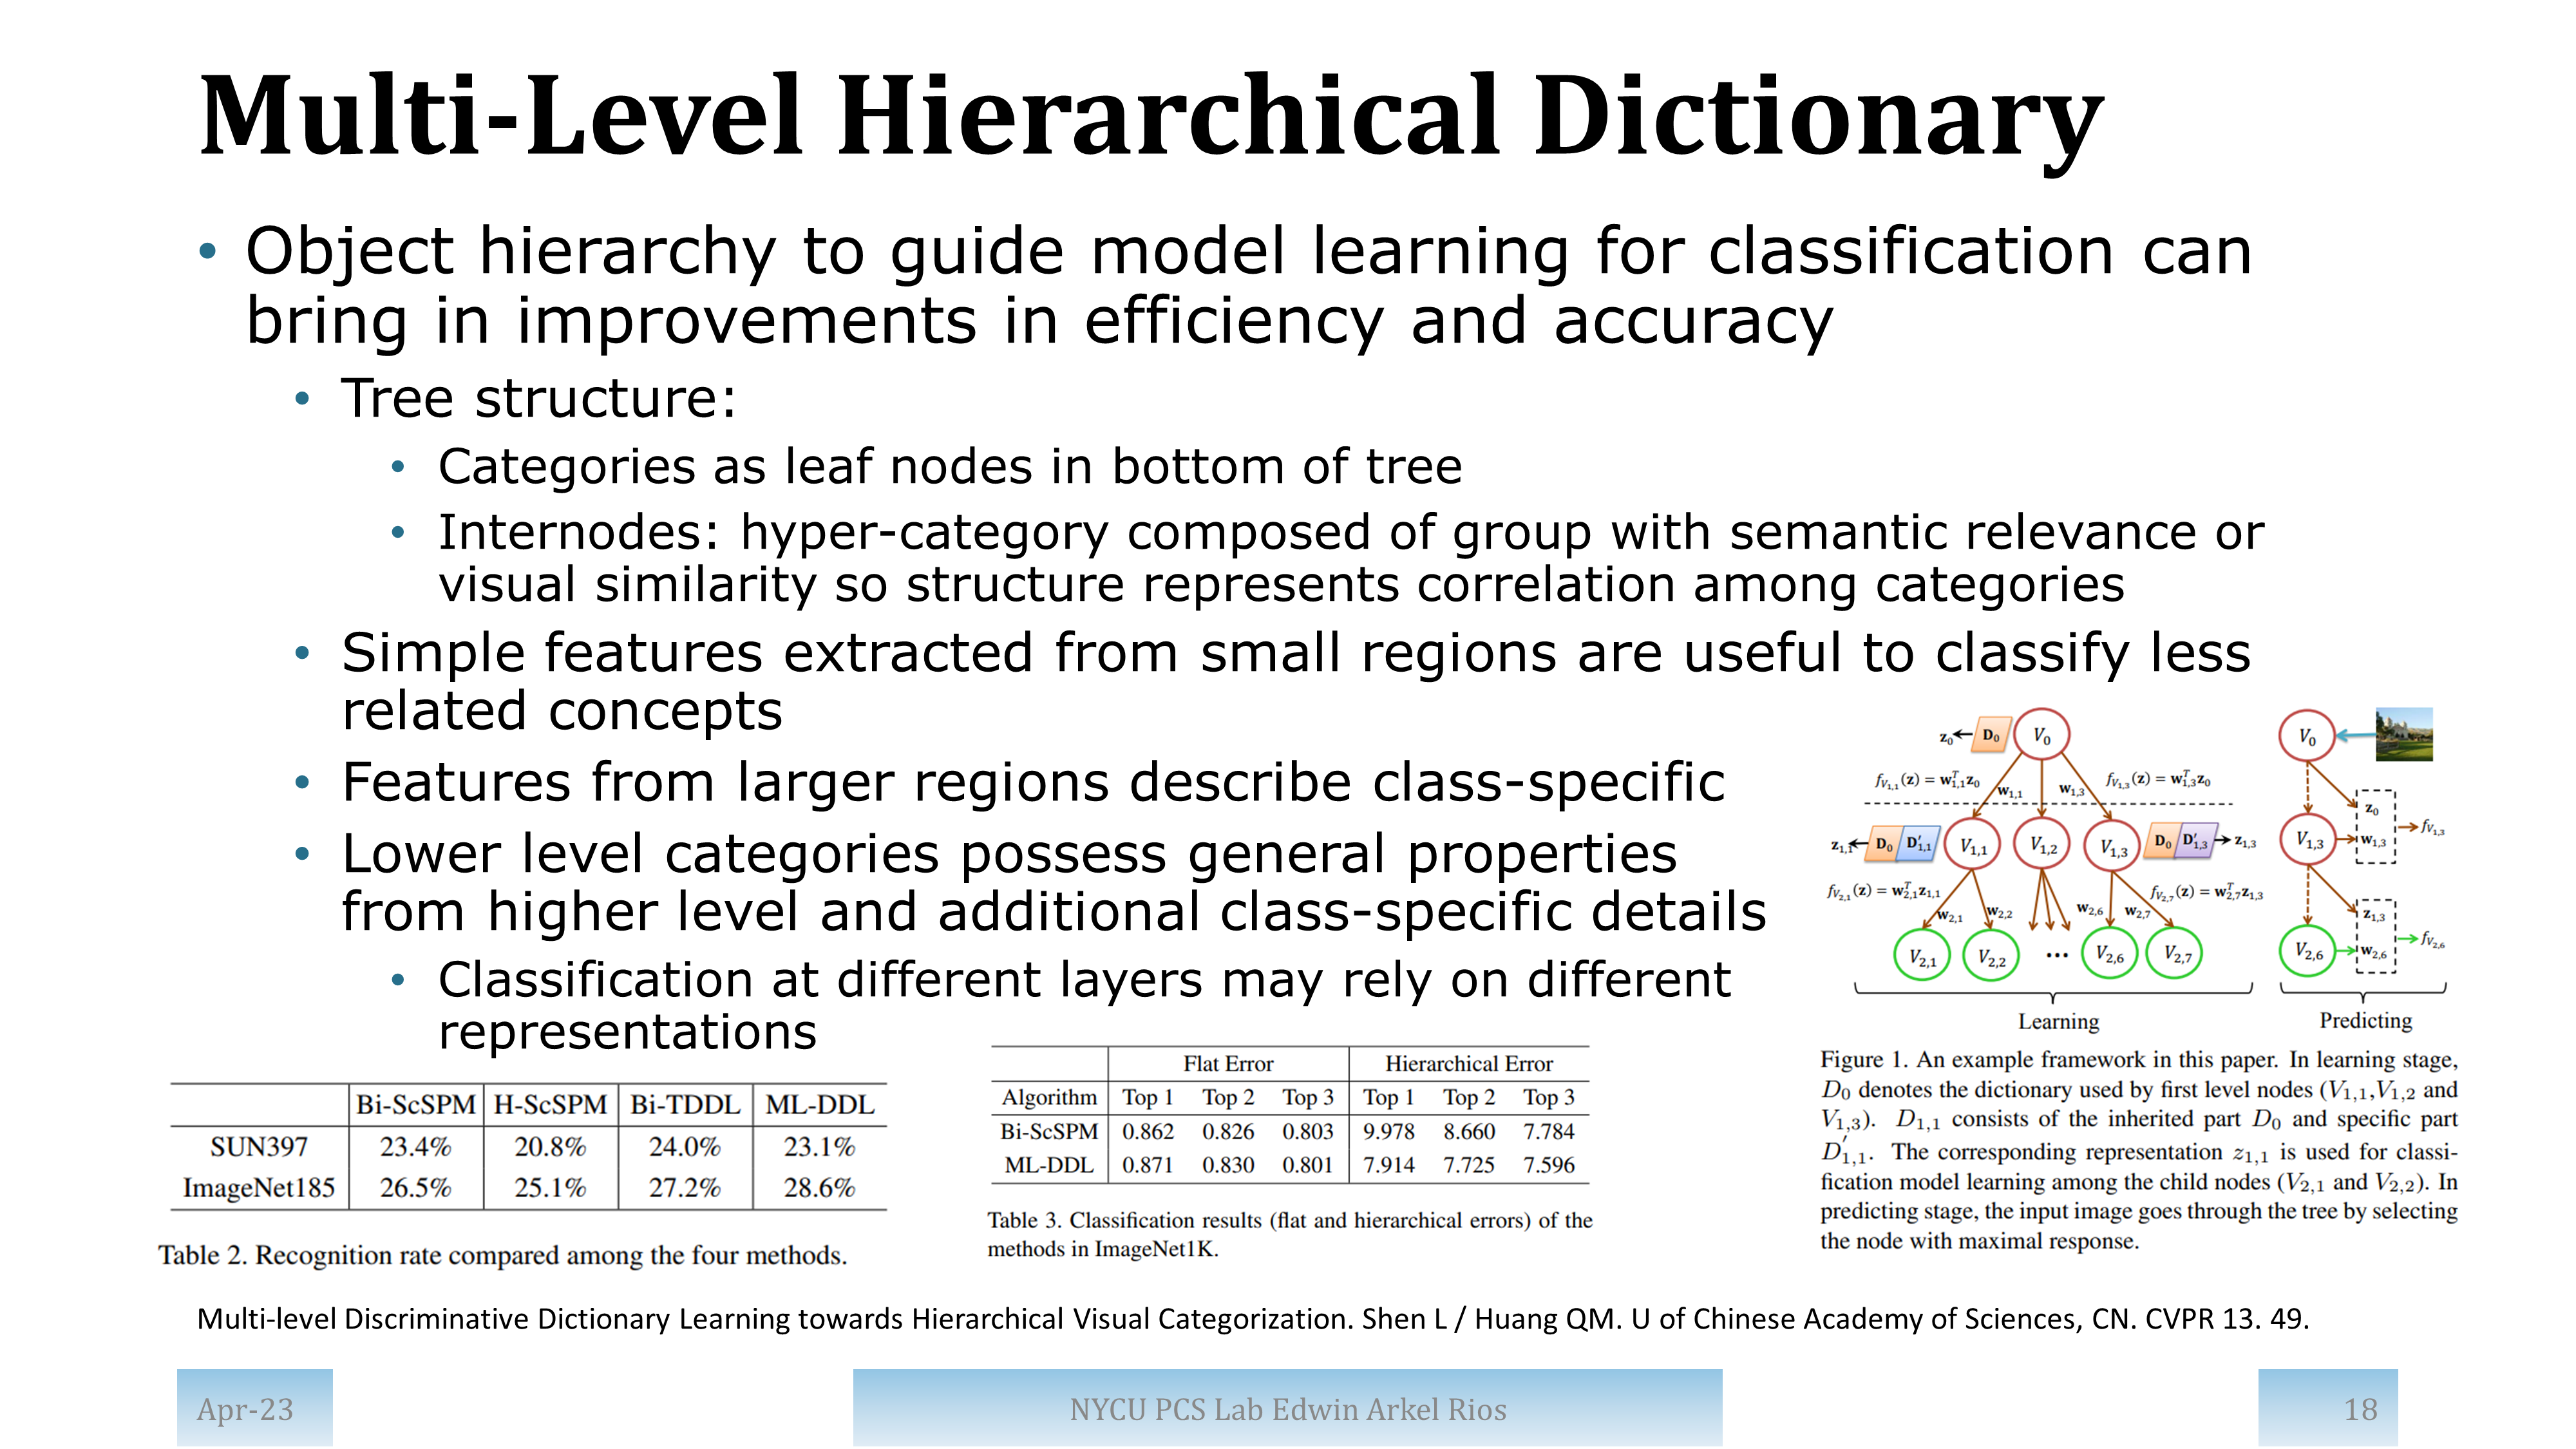 Multi-Level Hierarchical Dictionary
• Object hierarchy to guide model learning for classification can
bring in improvements in efficiency and accuracy
• Tree structure:
• Categories as leaf nodes in bottom of tree
• Internodes: hyper-category composed of group with semantic relevance or
visual similarity so structure represents correlation among categories
• Simple features extracted from small regions are useful to classify less
related concepts
• Features from larger regions describe class-specific
• Lower level categories possess general properties
from higher level and additional class-specific details
• Classification at different layers may rely on different
representations
Bi-ScSPM H-ScSPM Bi-TDDL ML-DDL
SUN397 23.4% 20.8% 24.0% 23.1%
ImageNet185 26.5% 25.1% 27.2% 28.6%
Table 2. Recognition rate compared among the four methods.
Flat Error Hierarchical Error
Algorithm Top 1 Top 2 Top 3 Top 1 Top 2 Top 3
Bi-ScSPM 0.862 0.826 0.803 9.978 8.660 7.784
ML-DDL 0.871 0.830 0.801 7.914 7.725 7.596
Table 3. Classification results (flat and hierarchical errors) of the
methods in ImageNet1K.
z₀ D₀ V₀
f_{V_{1,1}}(z) = w^T_{1,1}z₀ w_{1,1} w_{1,3} f_{V_{1,3}}(z) = w^T_{1,3}z₀
z_{1,1} D₀ D'_{1,1} V_{1,1} V_{1,2} V_{1,3} D₀ D'_{1,3} z_{1,3}
f_{V_{2,1}}(z) = w^T_{2,1}z_{1,1} w_{2,1} w_{2,2} w_{2,6} w_{2,7} f_{V_{2,7}}(z) = w^T_{2,7}z_{1,3}
V_{2,1} V_{2,2} ... V_{2,6} V_{2,7}
Learning
V₀
z₀
V_{1,3} w_{1,3} f_{V_{1,3}}
z_{1,3}
V_{2,6} w_{2,6} f_{V_{2,6}}
Predicting
Figure 1. An example framework in this paper. In learning stage,
D₀ denotes the dictionary used by first level nodes (V_{1,1},V_{1,2} and
V_{1,3}). D_{1,1} consists of the inherited part D₀ and specific part
D'_{1,1}. The corresponding representation z_{1,1} is used for classi-
fication model learning among the child nodes (V_{2,1} and V_{2,2}). In
predicting stage, the input image goes through the tree by selecting
the node with maximal response.
Multi-level Discriminative Dictionary Learning towards Hierarchical Visual Categorization. Shen L / Huang QM. U of Chinese Academy of Sciences, CN. CVPR 13. 49.
Apr-23
NYCU PCS Lab Edwin Arkel Rios
18